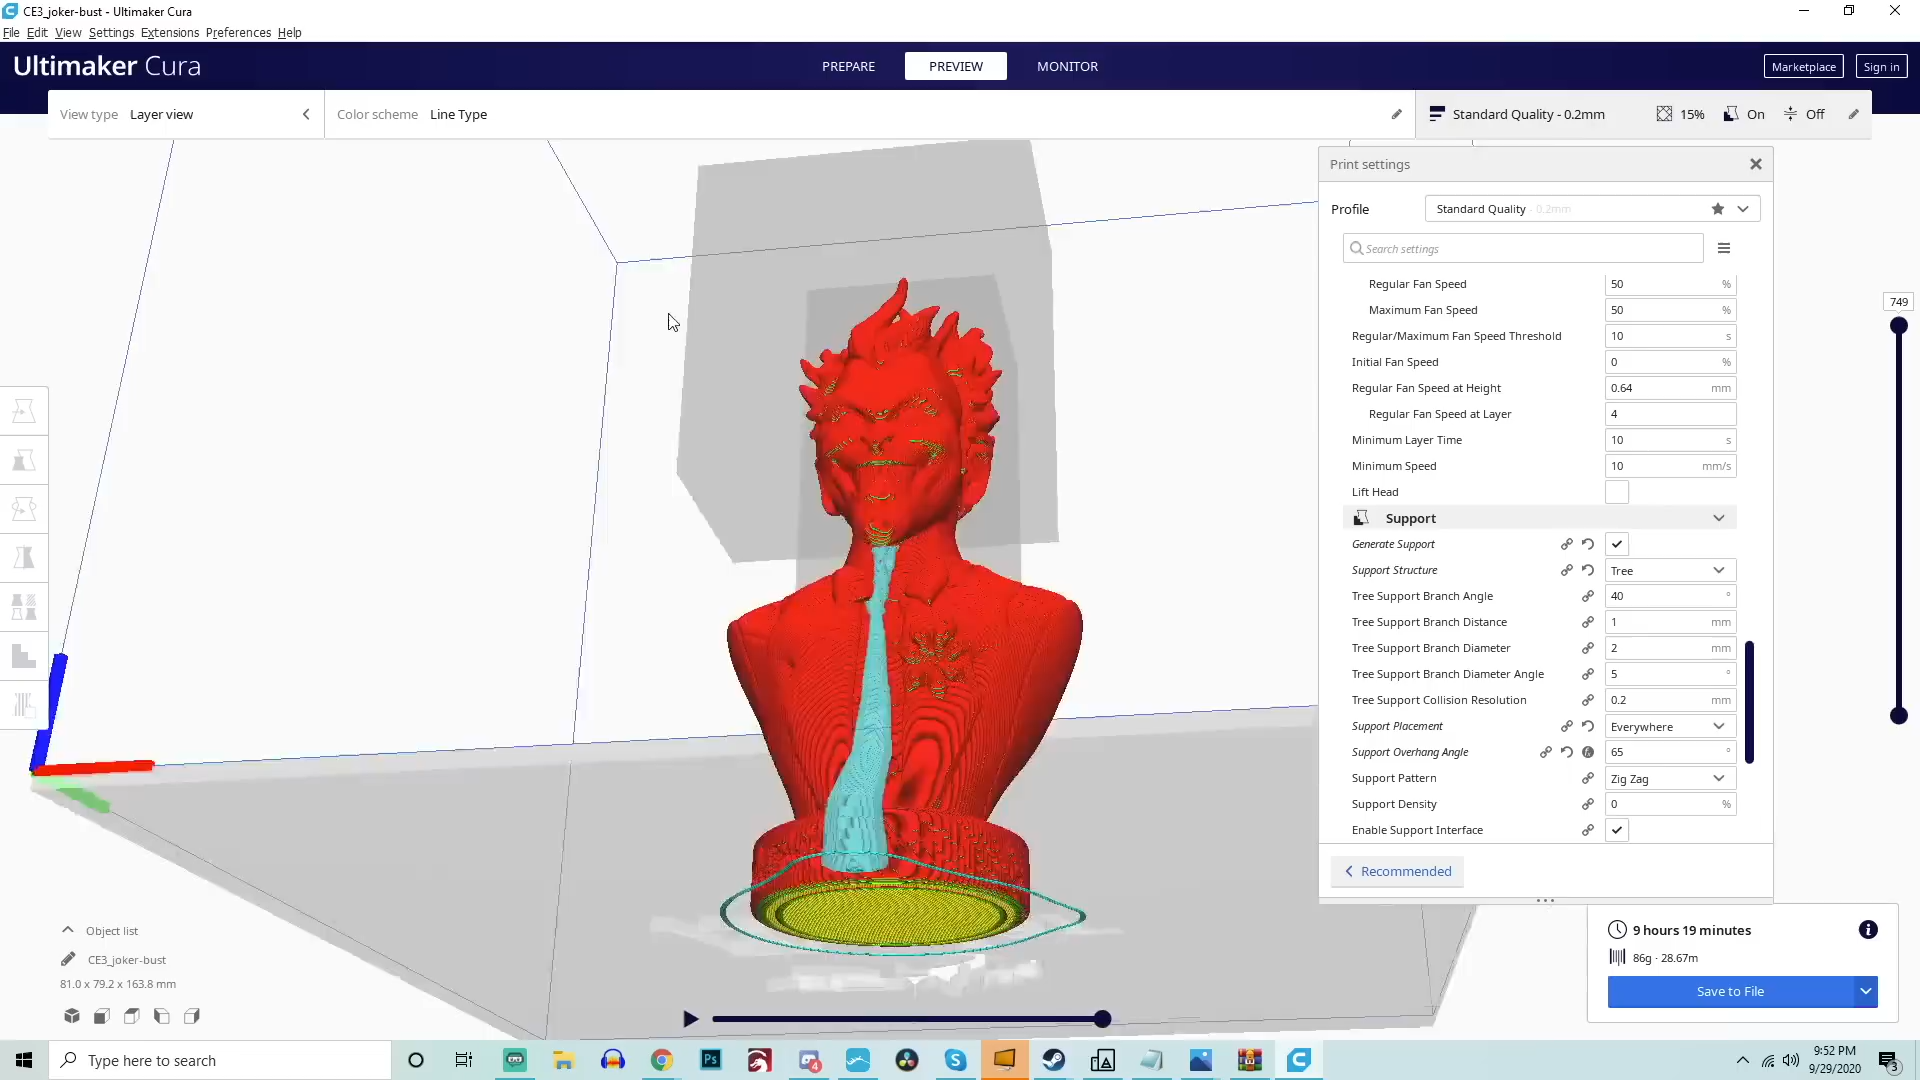 CE3_joker-bust - Ultimaker Cura
File Edit View Settings Extensions Preferences Help
Ultimaker Cura
PREPARE
PREVIEW
MONITOR
Marketplace
Sign in
View type Layer view
Color scheme Line Type
Standard Quality - 0.2mm
15%
On
Off
Print settings
Profile
Standard Quality - 0.2mm
Search settings
Regular Fan Speed 50 %
Maximum Fan Speed 50 %
Regular/Maximum Fan Speed Threshold 10 s
Initial Fan Speed 0 %
Regular Fan Speed at Height 0.64 mm
Regular Fan Speed at Layer 4
Minimum Layer Time 10 s
Minimum Speed 10 mm/s
Lift Head
Support
Generate Support
Support Structure Tree
Tree Support Branch Angle 40 °
Tree Support Branch Distance 1 mm
Tree Support Branch Diameter 2 mm
Tree Support Branch Diameter Angle 5 °
Tree Support Collision Resolution 0.2 mm
Support Placement Everywhere
Support Overhang Angle 65 °
Support Pattern Zig Zag
Support Density 0 %
Enable Support Interface
Recommended
749
Object list
CE3_joker-bust
81.0 x 79.2 x 163.8 mm
9 hours 19 minutes
86g · 28.67m
Save to File
Type here to search
Ps
4
9:52 PM
9/29/2020
3